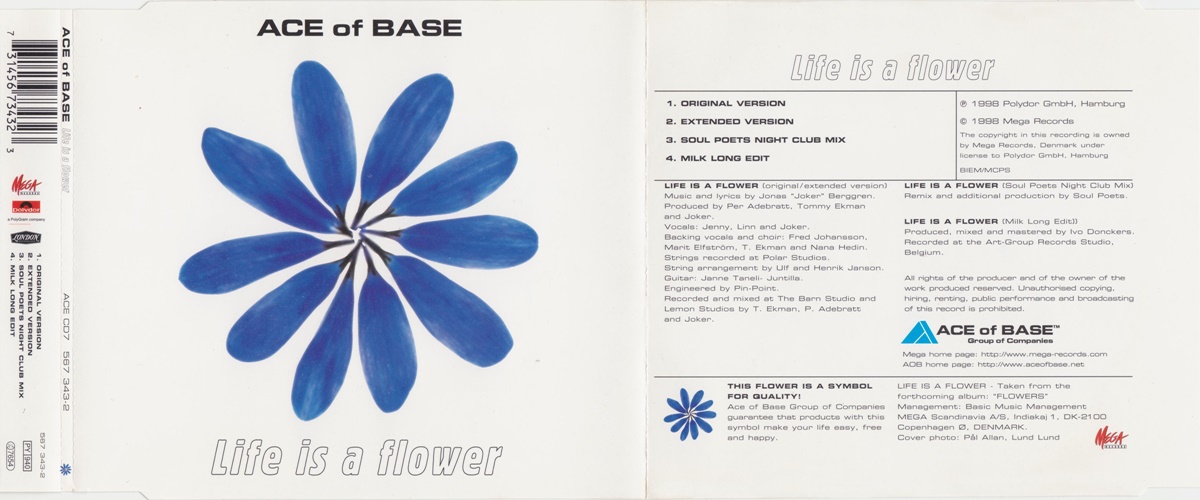 7 31456 73432 3
ACE of BASE Life is a flower
MEGA
RECORDS
Polydor
a PolyGram company
LONDON
1. ORIGINAL VERSION
2. EXTENDED VERSION
3. SOUL POETS NIGHT CLUB MIX
4. MILK LONG EDIT
ACE CD7 567 343-2
567 343-2
PY 940
ACE of BASE
Life is a flower
Life is a flower
1. ORIGINAL VERSION
2. EXTENDED VERSION
3. SOUL POETS NIGHT CLUB MIX
4. MILK LONG EDIT
℗ 1998 Polydor GmbH, Hamburg
© 1998 Mega Records
The copyright in this recording is owned
by Mega Records, Denmark under
license to Polydor GmbH, Hamburg
BIEM/MCPS
LIFE IS A FLOWER (original/extended version)
Music and lyrics by Jonas "Joker" Berggren.
Produced by Per Adebratt, Tommy Ekman
and Joker.
Vocals: Jenny, Linn and Joker.
Backing vocals and choir: Fred Johansson,
Marit Elfström, T. Ekman and Nana Hedin.
Strings recorded at Polar Studios.
String arrangement by Ulf and Henrik Janson.
Guitar: Janne Taneli- Juntilla.
Engineered by Pin-Point.
Recorded and mixed at The Barn Studio and
Lemon Studios by T. Ekman, P. Adebratt
and Joker.
LIFE IS A FLOWER (Soul Poets Night Club Mix)
Remix and additional production by Soul Poets.
LIFE IS A FLOWER (Milk Long Edit))
Produced, mixed and mastered by Ivo Donckers.
Recorded at the Art-Group Records Studio,
Belgium.
All rights of the producer and of the owner of the
work produced reserved. Unauthorised copying,
hiring, renting, public performance and broadcasting
of this record is prohibited.
ACE of BASE™
Group of Companies
Mega home page: http://www.mega-records.com
AOB home page: http://www.aceofbase.net
THIS FLOWER IS A SYMBOL
FOR QUALITY!
Ace of Base Group of Companies
guarantee that products with this
symbol make your life easy, free
and happy.
LIFE IS A FLOWER - Taken from the
forthcoming album: "FLOWERS"
Management: Basic Music Management
MEGA Scandinavia A/S, Indiakaj 1, DK-2100
Copenhagen Ø, DENMARK.
Cover photo: Pål Allan, Lund Lund
MEGA
RECORDS